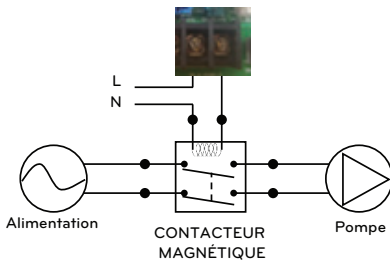 L
N
Alimentation
CONTACTEUR
MAGNÉTIQUE
Pompe